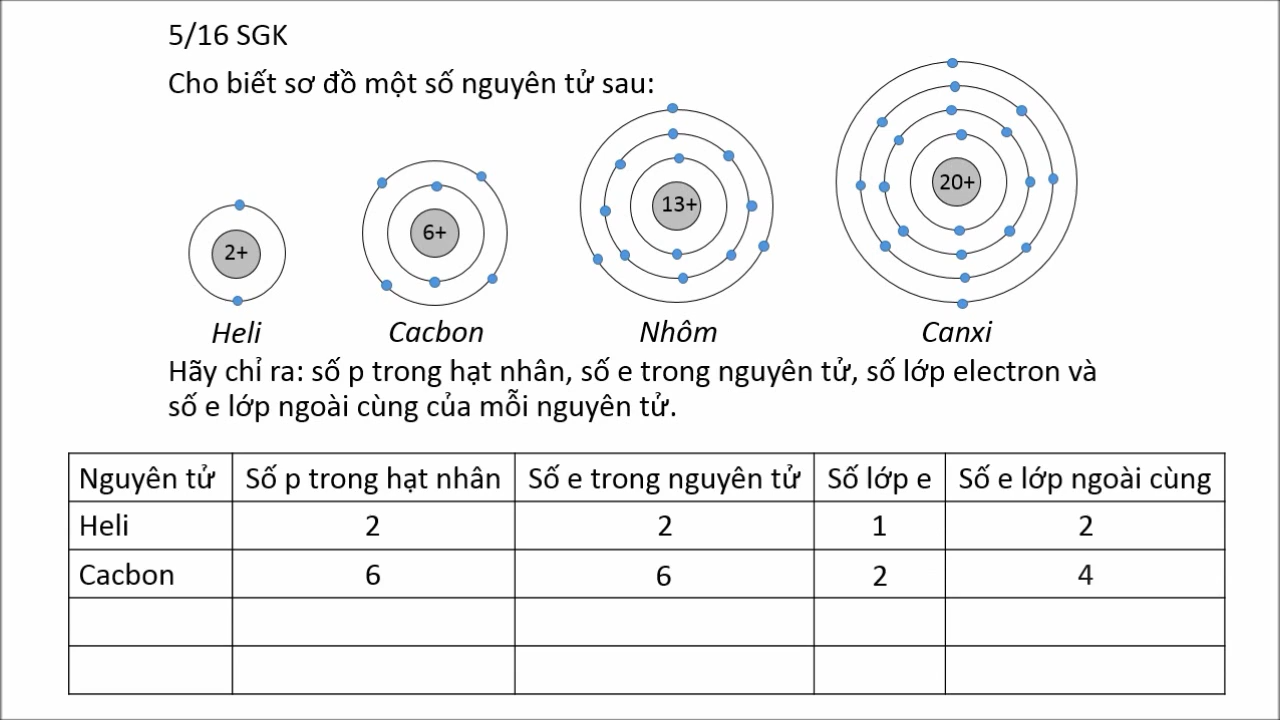 5/16 SGK
Cho biết sơ đồ một số nguyên tử sau:
2+
6+
13+
20+
Heli
Cacbon
Nhôm
Canxi
Hãy chỉ ra: số p trong hạt nhân, số e trong nguyên tử, số lớp electron và
số e lớp ngoài cùng của mỗi nguyên tử.
Nguyên tử Số p trong hạt nhân Số e trong nguyên tử Số lớp e Số e lớp ngoài cùng
Heli 2 2 1 2
Cacbon 6 6 2 4